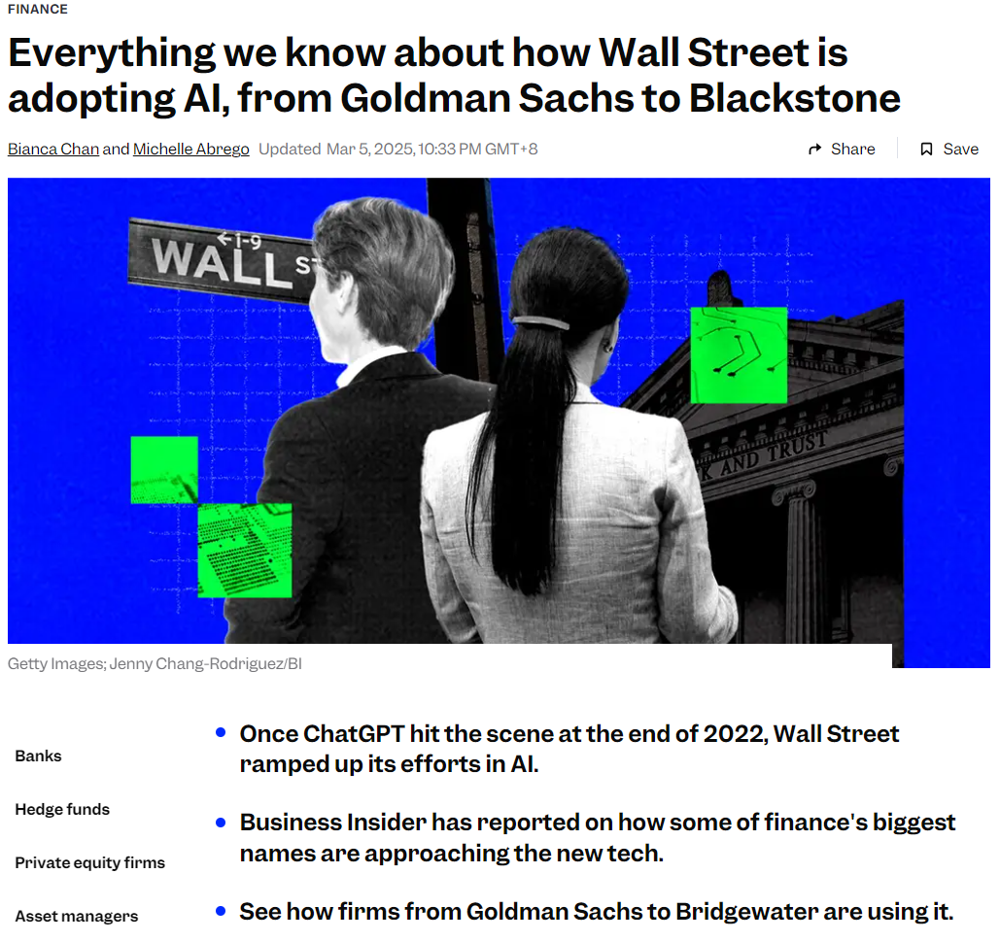 FINANCE
Everything we know about how Wall Street is
adopting AI, from Goldman Sachs to Blackstone
Bianca Chan and Michelle Abrego Updated Mar 5, 2025, 10:33 PM GMT+8
Share
Save
←1-9
WALL ST
K AND TRUST
Getty Images; Jenny Chang-Rodriguez/BI
Banks
Hedge funds
Private equity firms
Asset managers
Once ChatGPT hit the scene at the end of 2022, Wall Street
ramped up its efforts in AI.
Business Insider has reported on how some of finance's biggest
names are approaching the new tech.
See how firms from Goldman Sachs to Bridgewater are using it.